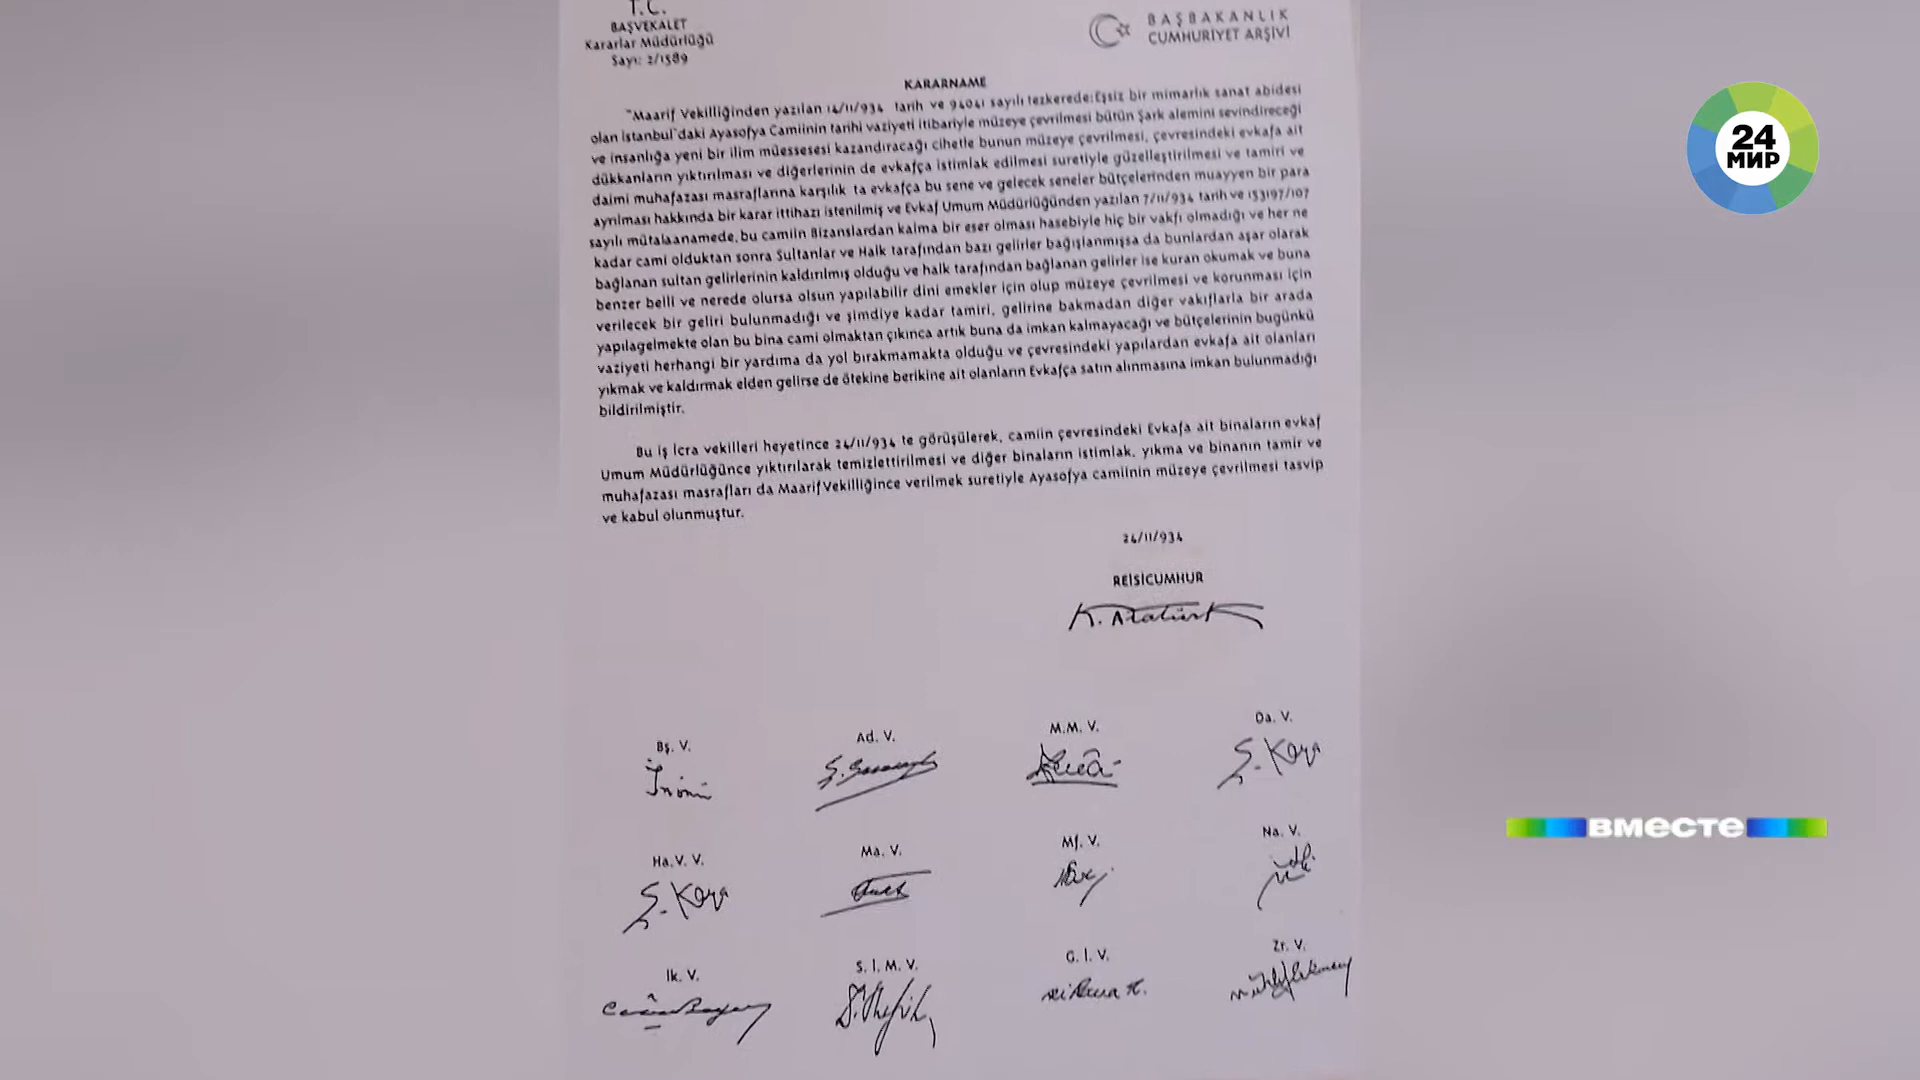 T.C.
BAŞVEKALET
Kararlar Müdürlüğü
Sayı: 2/1589
BAŞBAKANLIK
CUMHURİYET ARŞİVİ
KARARNAME
"Maarif Vekilliğinden yazılan 14/11/934 tarih ve 94041 sayılı tezkerede: Eşsiz bir mimarlık sanat abidesi
olan İstanbul'daki Ayasofya Camiinin tarihi vaziyeti itibariyle müzeye çevrilmesi bütün Şark alemini sevindireceği
ve insanlığa yeni bir ilim müessesesi kazandıracağı cihetle bunun müzeye çevrilmesi, çevresindeki evkafa ait
dükkanların yıktırılması ve diğerlerinin de evkafça istimlak edilmesi suretiyle güzelleştirilmesi ve tamiri ve
daimi muhafazası masraflarına karşılık ta evkafça bu sene ve gelecek seneler bütçelerinden muayyen bir para
ayrılması hakkında bir karar ittihazı istenilmiş ve Evkaf Umum Müdürlüğünden yazılan 7/11/934 tarih ve 153197/107
sayılı mütalaanamede, bu camiin Bizanslardan kalma bir eser olması hasebiyle hiç bir vakfı olmadığı ve her ne
kadar cami olduktan sonra Sultanlar ve Halk tarafından bazı gelirler bağışlanmışsa da bunlardan aşar olarak
bağlanan sultan gelirlerinin kaldırılmış olduğu ve halk tarafından bağlanan gelirler ise kuran okumak ve buna
benzer belli ve nerede olursa olsun yapılabilir dini emekler için olup müzeye çevrilmesi ve korunması için
verilecek bir geliri bulunmadığı ve şimdiye kadar tamiri, gelirine bakmadan diğer vakıflarla bir arada
yapılagelmekte olan bu bina cami olmaktan çıkınca artık buna da imkan kalmayacağı ve bütçelerinin bugünkü
vaziyeti herhangi bir yardıma da yol bırakmamakta olduğu ve çevresindeki yapılardan evkafa ait olanları
yıkmak ve kaldırmak elden gelirse de ötekine berikine ait olanların Evkafça satın alınmasına imkan bulunmadığı
bildirilmiştir.
Bu iş İcra vekilleri heyetince 24/11/934 te görüşülerek, camiin çevresindeki Evkafa ait binaların evkaf
Umum Müdürlüğünce yıktırılarak temizlettirilmesi ve diğer binaların istimlak, yıkma ve binanın tamir ve
muhafazası masrafları da Maarif Vekilliğince verilmek suretiyle Ayasofya camiinin müzeye çevrilmesi tasvip
ve kabul olunmuştur.
24/11/934
REİSİCUMHUR
K. Atatürk
Bş. V.
Ad. V.
M.M. V.
Da. V.
İnönü
Ş. Kaya
Ha. V. V.
Ma. V.
Mf. V.
Na. V.
Ş. Kaya
Ik. V.
S. I. M. V.
G. I. V.
Zr. V.
24
МИР
ВМЕСТЕ